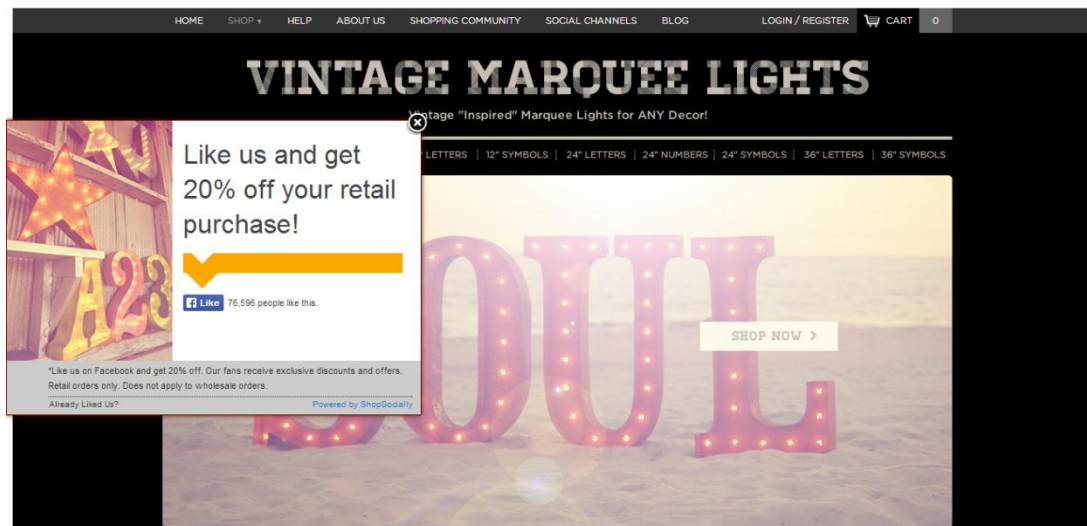 HOME SHOP ▾ HELP ABOUT US SHOPPING COMMUNITY SOCIAL CHANNELS BLOG LOGIN / REGISTER CART 0
VINTAGE MARQUEE LIGHTS
Vintage "Inspired" Marquee Lights for ANY Decor!
LETTERS 12" SYMBOLS 24" LETTERS 24" NUMBERS 24" SYMBOLS 36" LETTERS 36" SYMBOLS
Like us and get
20% off your retail
purchase!
Like 76,596 people like this.
*Like us on Facebook and get 20% off. Our fans receive exclusive discounts and offers.
Retail orders only. Does not apply to wholesale orders.
Already Liked Us? Powered by ShopSocially
A23
OUL
SHOP NOW >